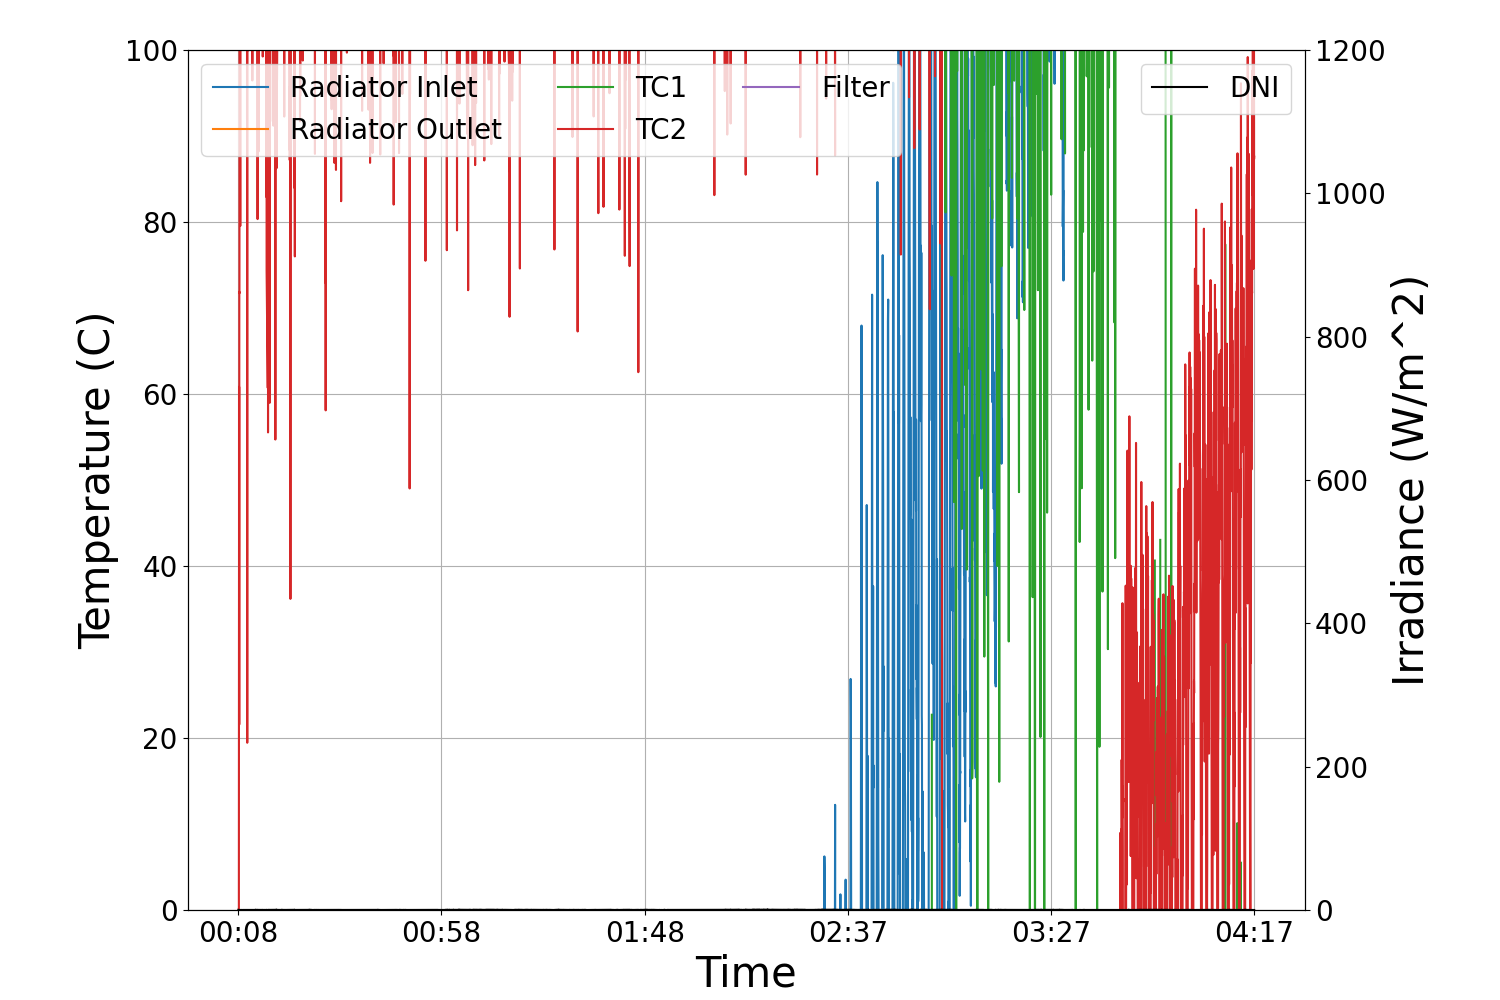 100
80
60
40
20
0
Temperature (C)
Radiator Inlet
Radiator Outlet
TC1
TC2
Filter
DNI
1200
1000
800
600
400
200
0
Irradiance (W/m^2)
00:08 00:58 01:48 02:37 03:27 04:17
Time